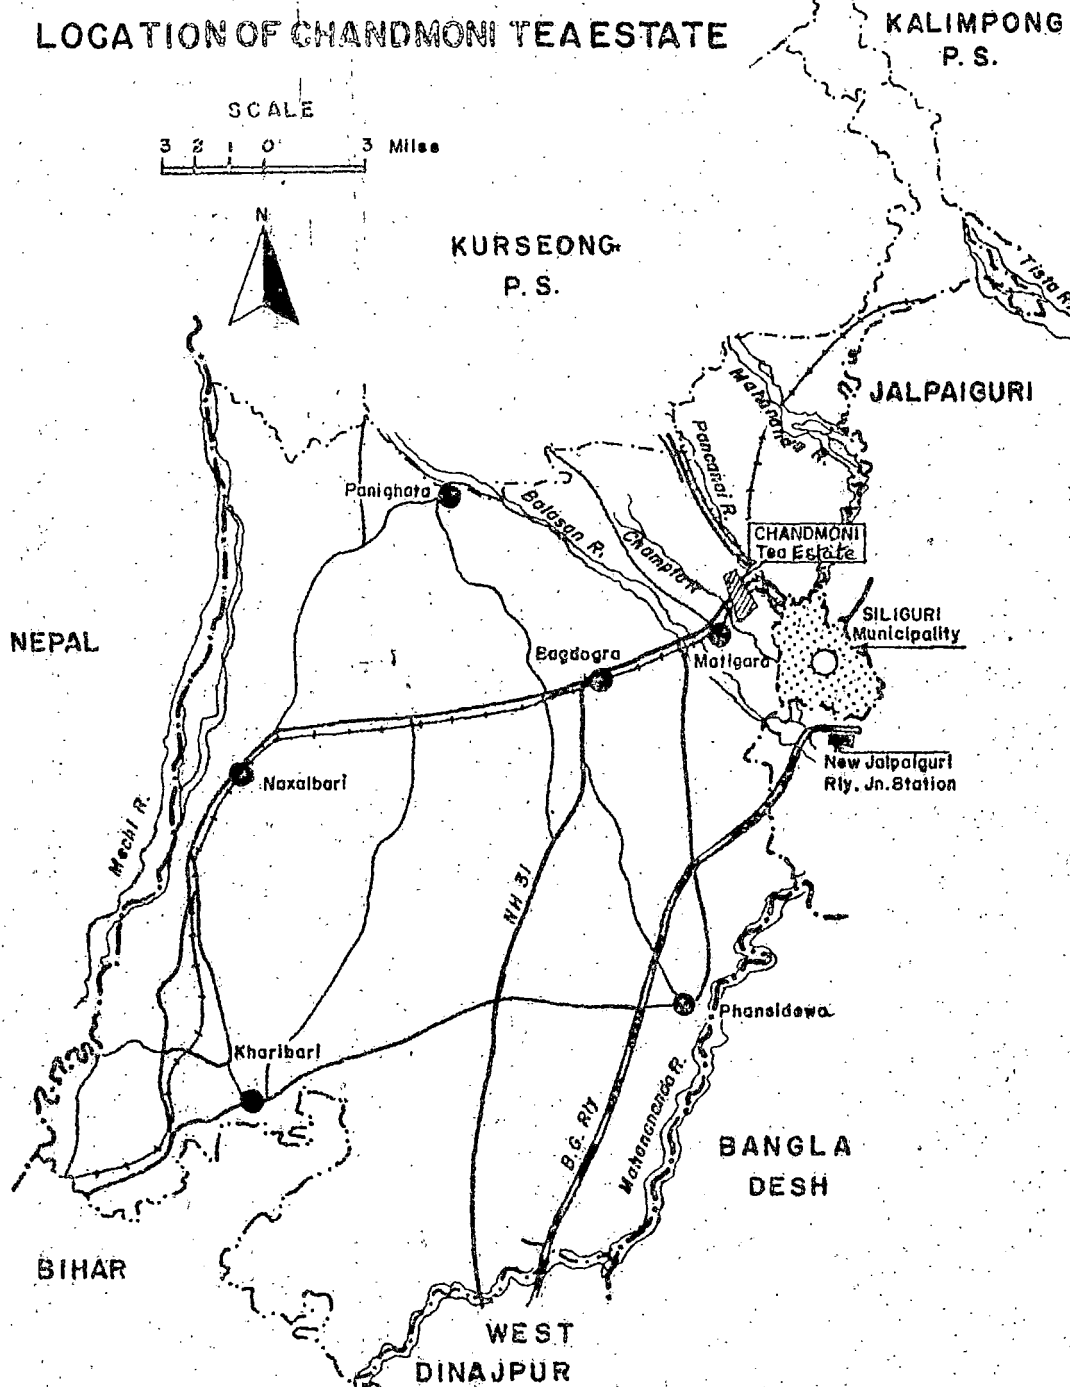 LOCATION OF CHANDMONI TEA ESTATE
KALIMPONG
P. S.
SCALE
3 2 1 0 3 Miles
N
KURSEONG
P. S.
Tista R.
JALPAIGURI
Mahananda R.
Pancanai R.
Panighata
Balasan R.
Champta R
CHANDMONI
Tea Estate
SILIGURI
Municipality
NEPAL
Bagdogra
Matigara
New Jalpaiguri
Rly. Jn. Station
Naxalbari
Mechi R.
NH 31
Phansidewa
Kharibari
B.G. Rly
Mahanananda R.
BANGLA
DESH
BIHAR
WEST
DINAJPUR